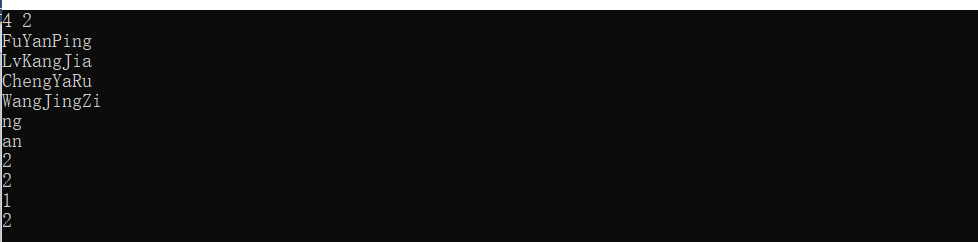 4 2
FuYanPing
LvKangJia
ChengYaRu
WangJingZi
ng
an
2
2
1
2